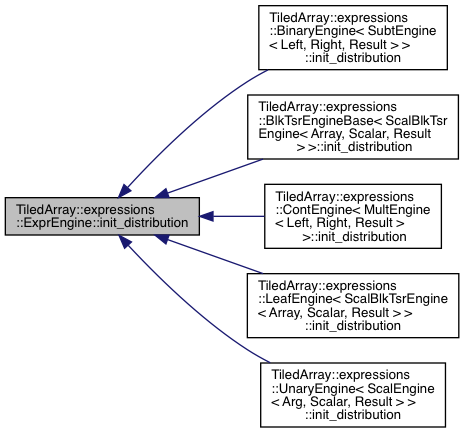 TiledArray::expressions
::BinaryEngine< SubtEngine
< Left, Right, Result > >
::init_distribution
TiledArray::expressions
::BlkTsrEngineBase< ScalBlkTsr
Engine< Array, Scalar, Result
> >::init_distribution
TiledArray::expressions
::ExprEngine::init_distribution
TiledArray::expressions
::ContEngine< MultEngine
< Left, Right, Result >
>::init_distribution
TiledArray::expressions
::LeafEngine< ScalBlkTsrEngine
< Array, Scalar, Result > >
::init_distribution
TiledArray::expressions
::UnaryEngine< ScalEngine
< Arg, Scalar, Result > >
::init_distribution